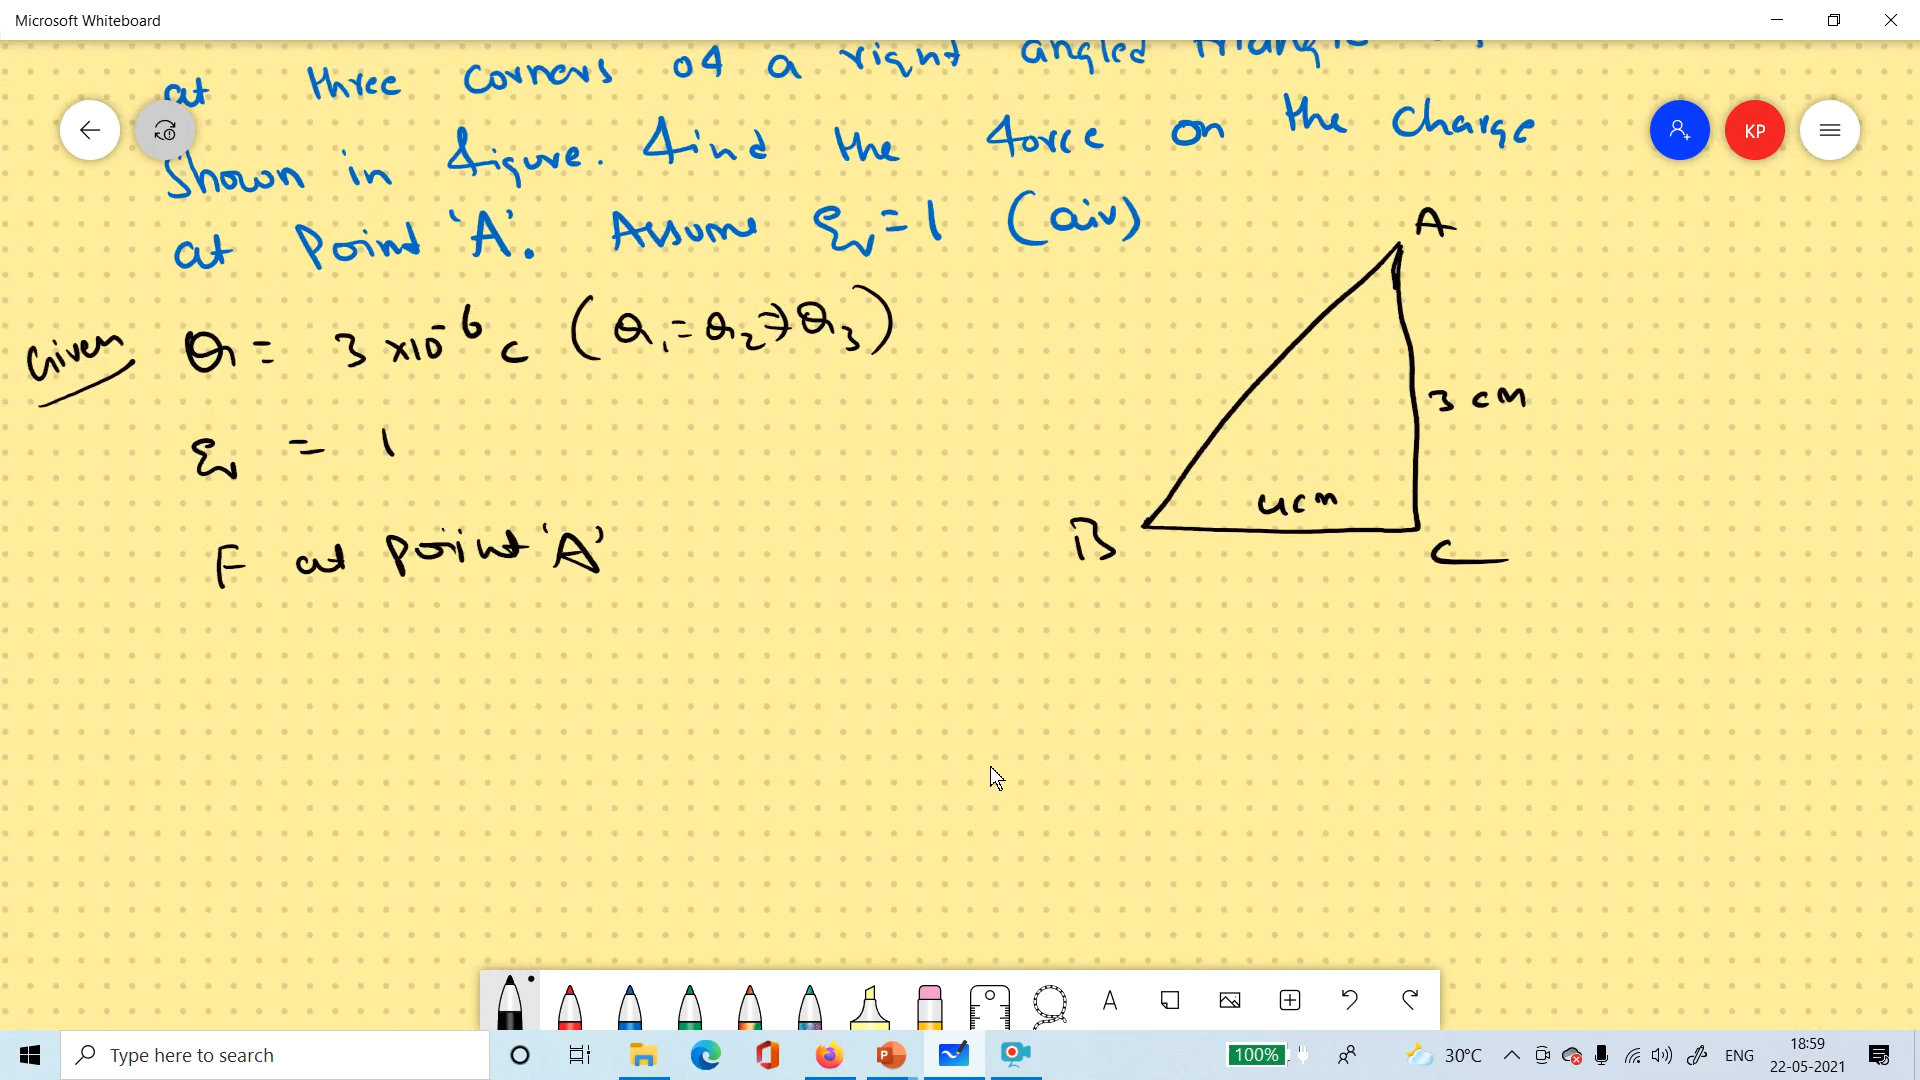 Microsoft Whiteboard
at three corners of a right angled triangle
shown in figure. find the force on the charge
at Point 'A'. Assume εr = 1 (air)
KP
A
Given Q = 3 ×10⁻⁶ c (Q₁ = Q₂ ⇒ Q₃)
3 cm
εr = 1
4cm
F at point 'A'
B
C
Type here to search
100%
30°C
ENG
18:59
22-05-2021